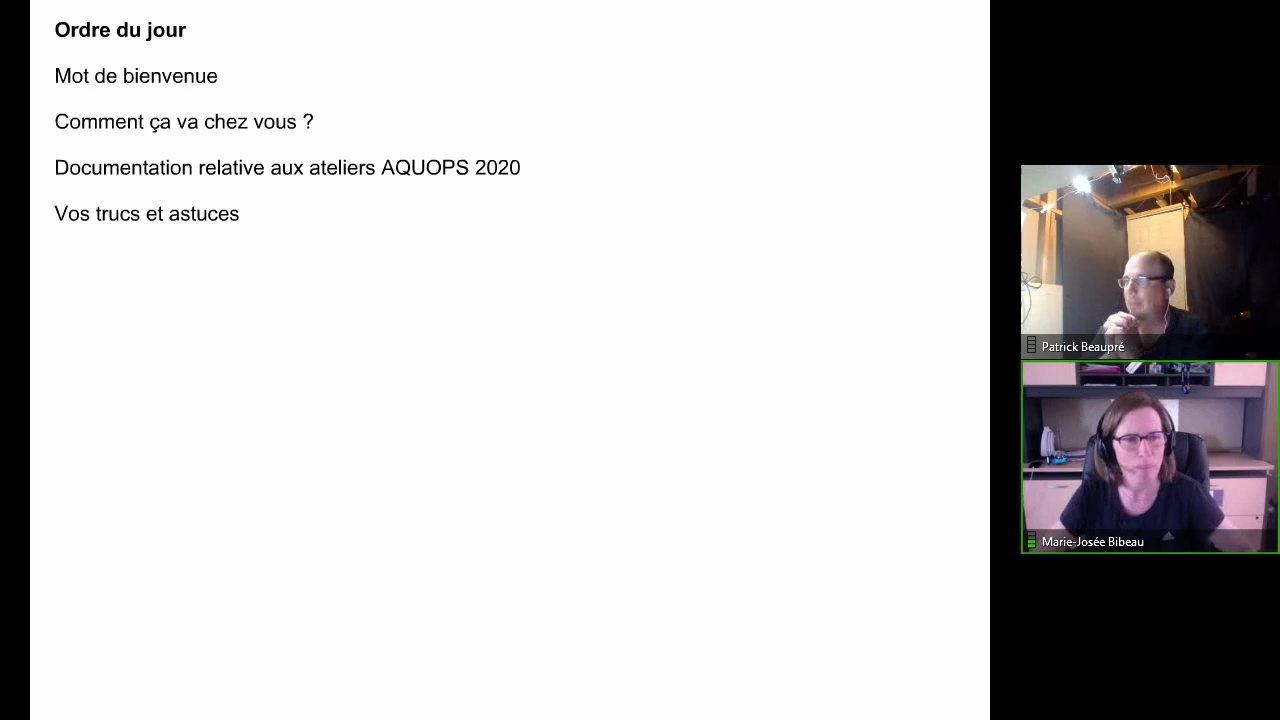 Ordre du jour
Mot de bienvenue
Comment ça va chez vous ?
Documentation relative aux ateliers AQUOPS 2020
Vos trucs et astuces
Patrick Beaupré
Marie-Josée Bibeau